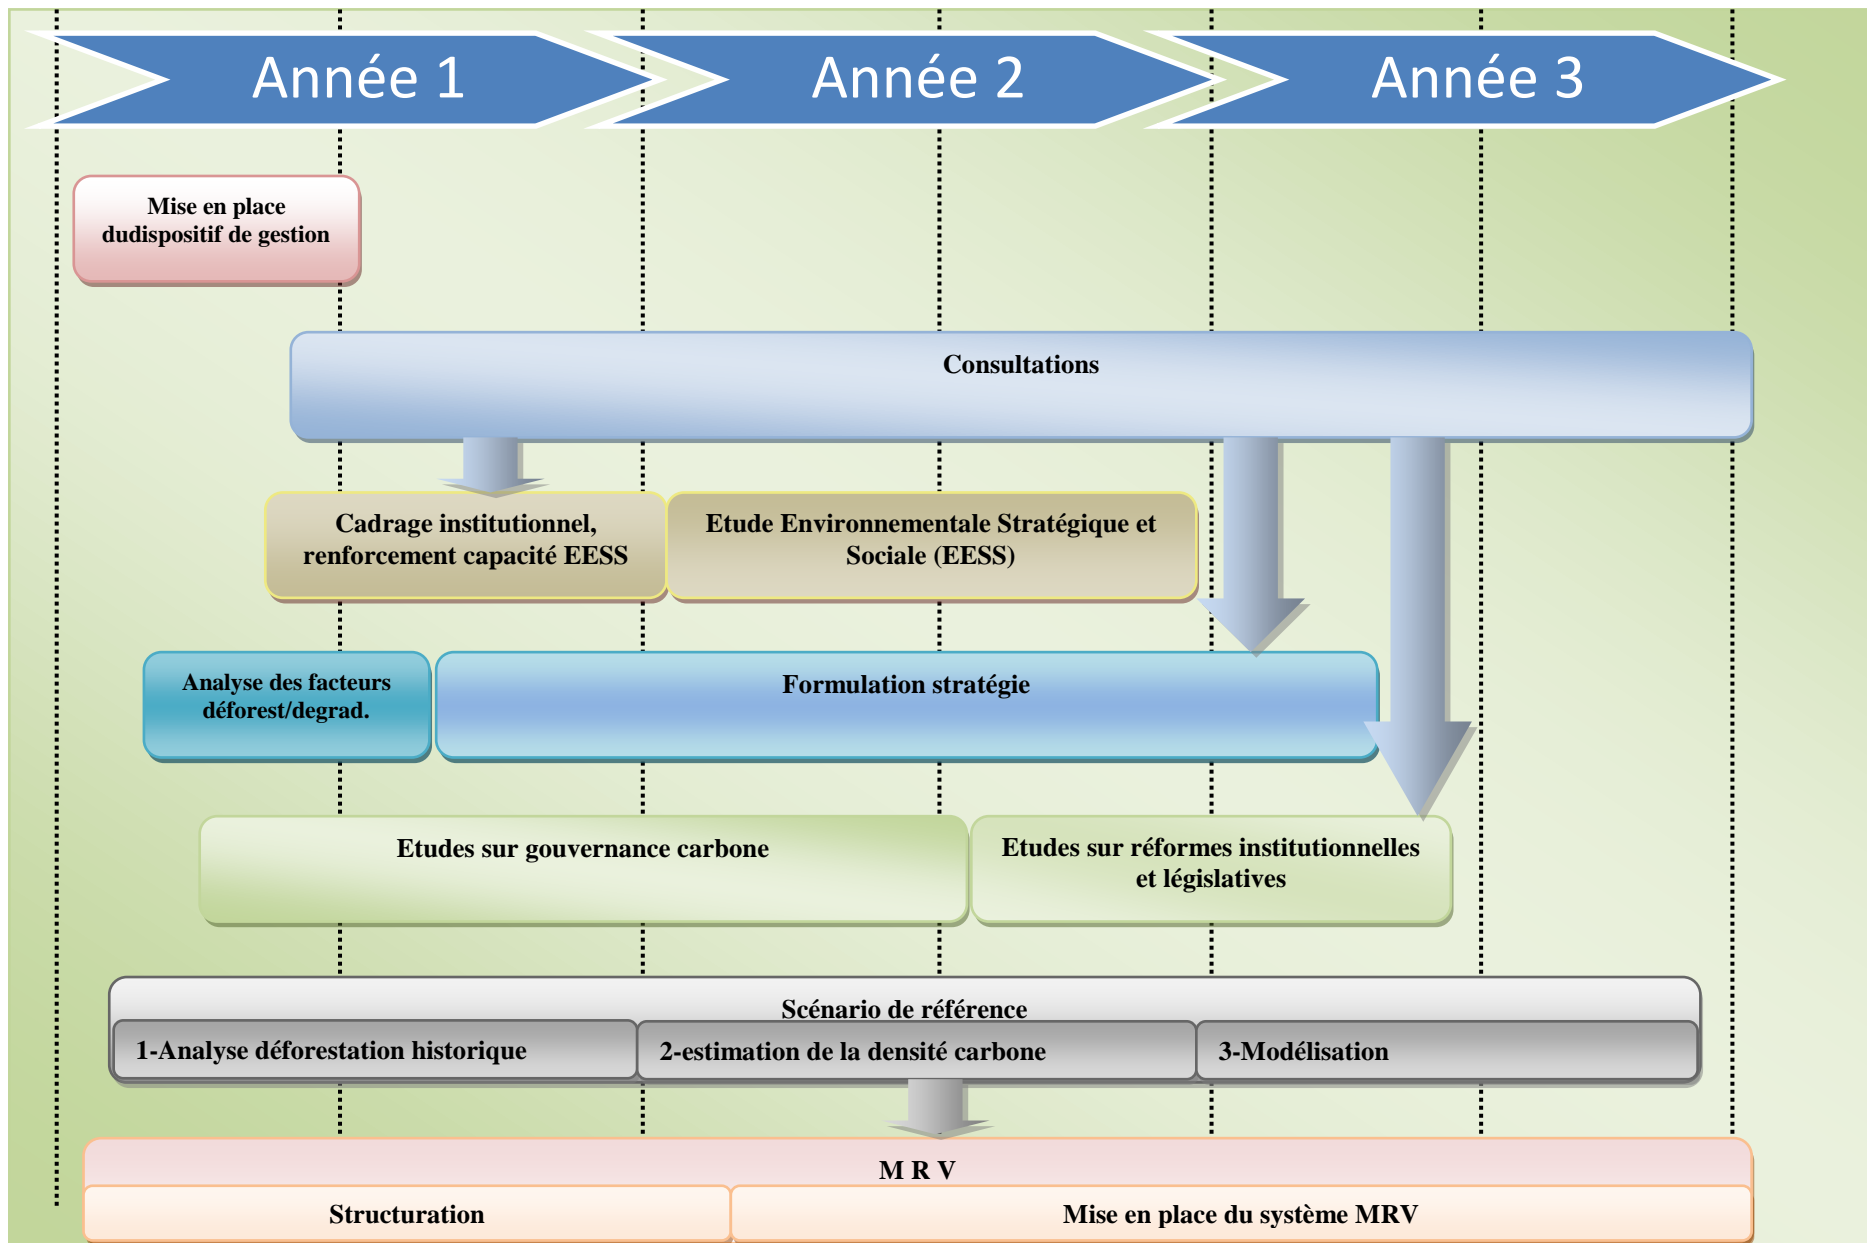 Année 1
Année 2
Année 3
Mise en place
dudispositif de gestion
Consultations
Cadrage institutionnel,
renforcement capacité EESS
Etude Environnementale Stratégique et
Sociale (EESS)
Analyse des facteurs
déforest/degrad.
Formulation stratégie
Etudes sur gouvernance carbone
Etudes sur réformes institutionnelles
et législatives
Scénario de référence
1-Analyse déforestation historique
2-estimation de la densité carbone
3-Modélisation
M R V
Structuration
Mise en place du système MRV